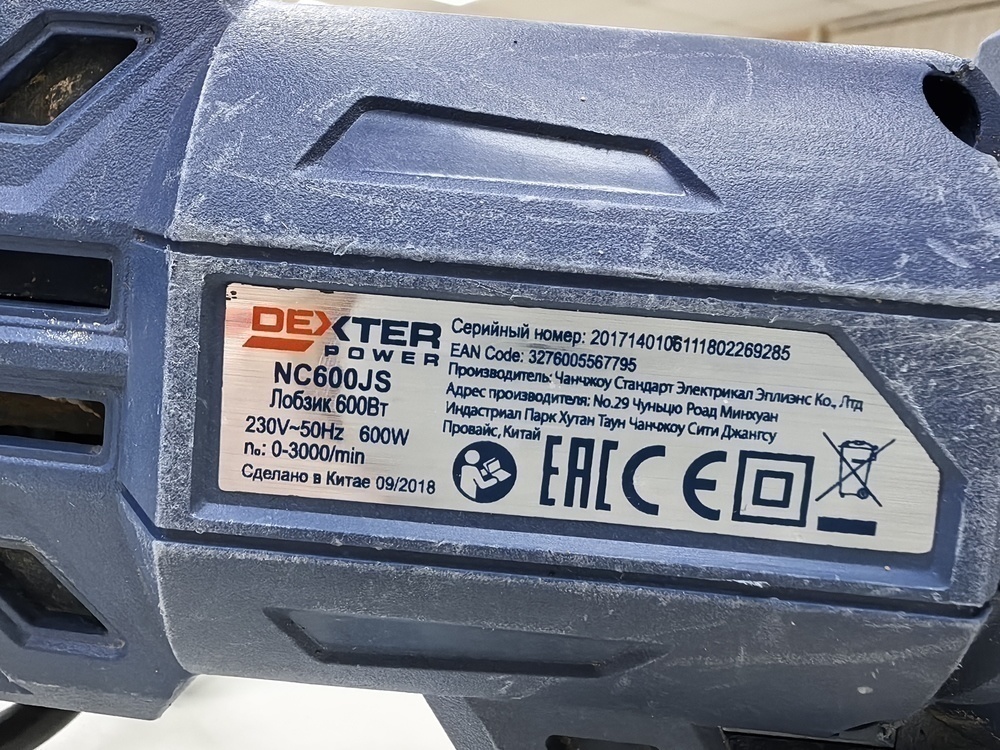 DEXTER
POWER
NC600JS
Лобзик 600Вт
230V~50Hz 600W
n₀: 0-3000/min
Сделано в Китае 09/2018
Серийный номер: 2017140106111802269285
EAN Code: 3276005567795
Производитель: Чанчжоу Стандарт Электрикал Эплиэнс Ко., Лтд
Адрес производителя: No.29 Чуньцю Роад Минхуан
Индастриал Парк Хутан Таун Чанчжоу Сити Джангсу
Провайс, Китай
EAC CE